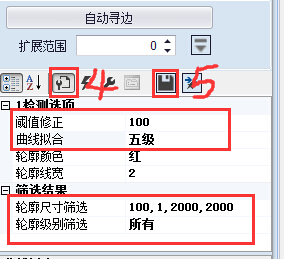 自动寻边
扩展范围 0
4 5
1检测选项
阈值修正 100
曲线拟合 五级
轮廓颜色 红
轮廓线宽 2
筛选结果
轮廓尺寸筛选 100,1,2000,2000
轮廓级别筛选 所有